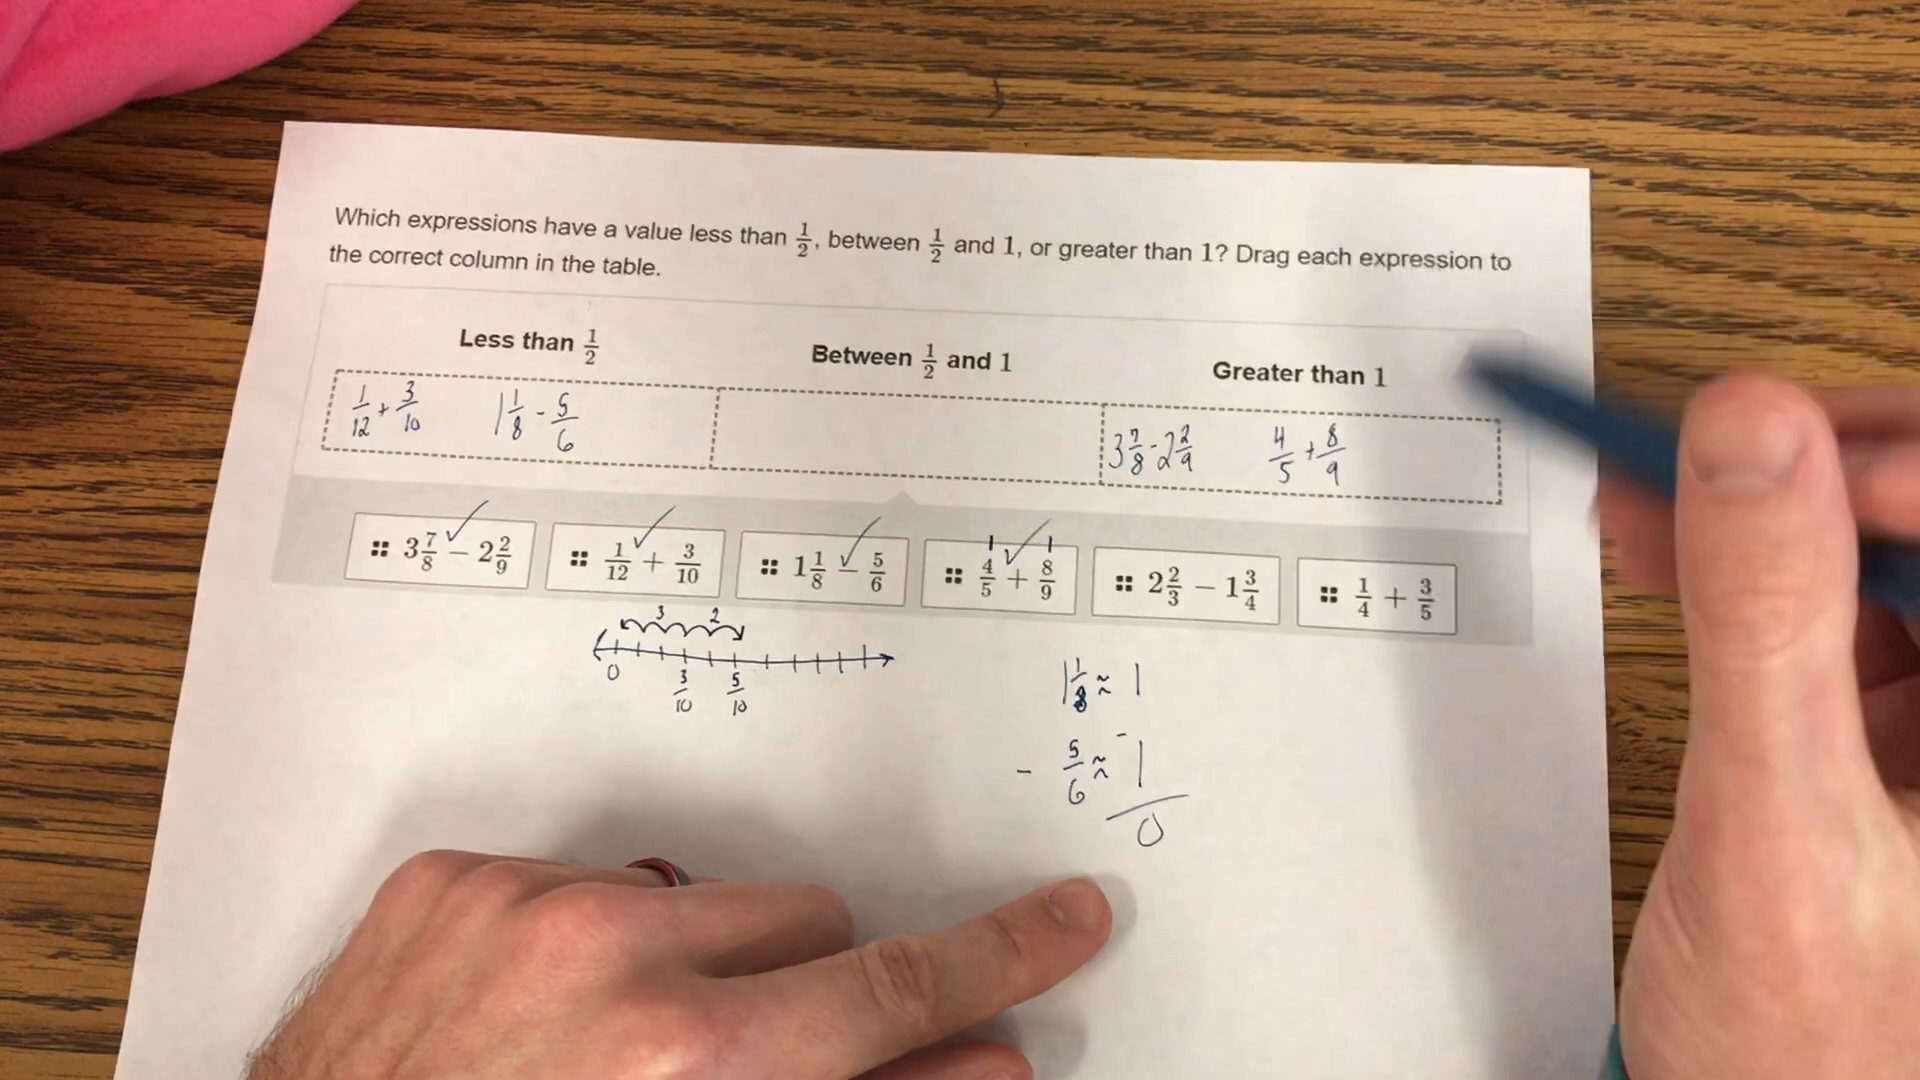 Which expressions have a value less than 1/2, between 1/2 and 1, or greater than 1? Drag each expression to
the correct column in the table.
Less than 1/2 Between 1/2 and 1 Greater than 1
1/12 + 3/10 1 1/8 - 5/6 3 7/8 - 2 2/9 4/5 + 8/9
1 1
3 7/8 − 2 2/9 1/12 + 3/10 1 1/8 − 5/6 4/5 + 8/9 2 2/3 − 1 3/4 1/4 + 3/5
3 2
0 3/10 5/10
1 1/8 ≈ 1
- 5/6 ≈ - 1
0